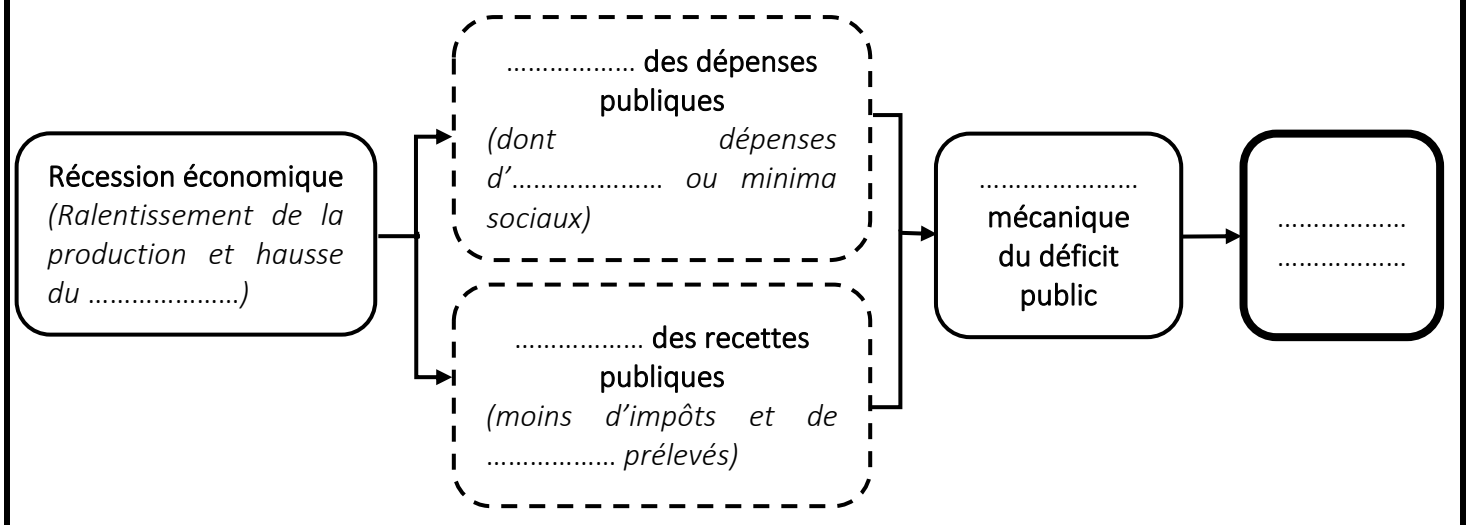 Récession économique
(Ralentissement de la
production et hausse
du …………………)
……………… des dépenses
publiques
(dont dépenses
d’………………… ou minima
sociaux)
……………… des recettes
publiques
(moins d’impôts et de
……………… prélevés)
…………………
mécanique
du déficit
public
………………
………………